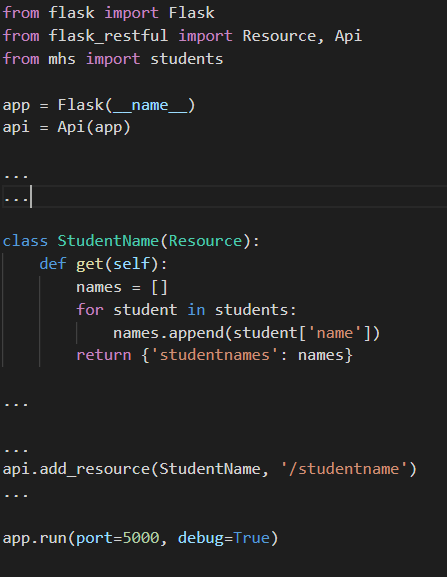 from flask import Flask
from flask_restful import Resource, Api
from mhs import students
app = Flask(__name__)
api = Api(app)
...
...
class StudentName(Resource):
def get(self):
names = []
for student in students:
names.append(student['name'])
return {'studentnames': names}
...
...
api.add_resource(StudentName, '/studentname')
...
app.run(port=5000, debug=True)